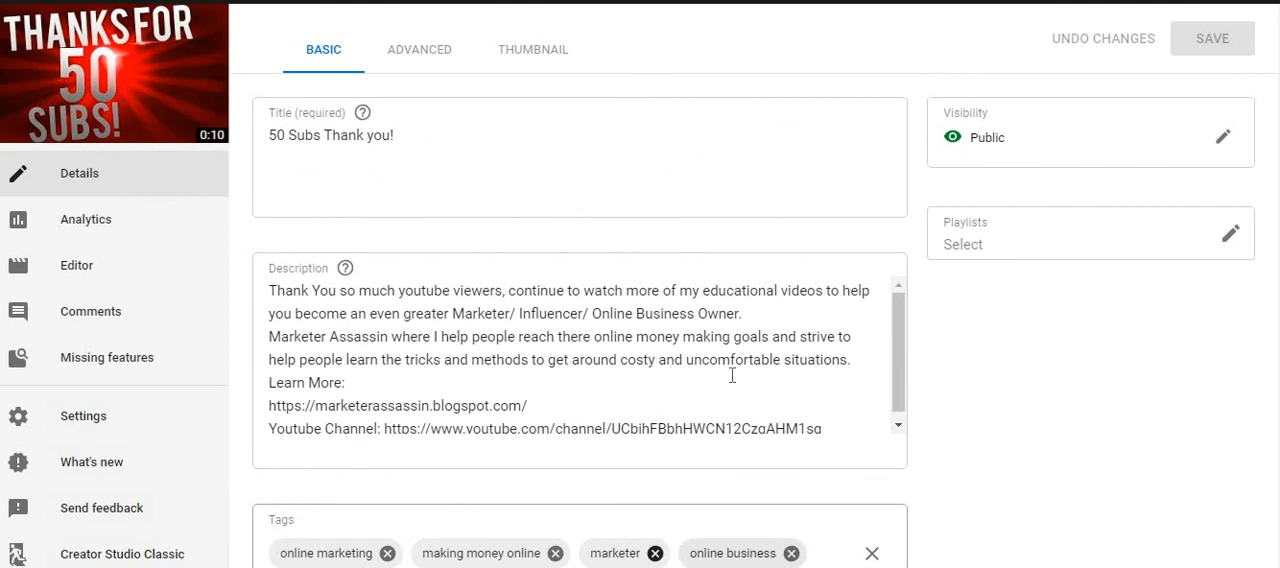 THANKS FOR
50
SUBS!
0:10
Details
Analytics
Editor
Comments
Missing features
Settings
What's new
Send feedback
Creator Studio Classic
BASIC
ADVANCED
THUMBNAIL
UNDO CHANGES
SAVE
Title (required)
50 Subs Thank you!
Description
Thank You so much youtube viewers, continue to watch more of my educational videos to help
you become an even greater Marketer/ Influencer/ Online Business Owner.
Marketer Assassin where I help people reach there online money making goals and strive to
help people learn the tricks and methods to get around costy and uncomfortable situations.
Learn More:
https://marketerassassin.blogspot.com/
Youtube Channel: https://www.youtube.com/channel/UCbihFBbhHWCN12CzqAHM1sg
Tags
online marketing
making money online
marketer
online business
Visibility
Public
Playlists
Select